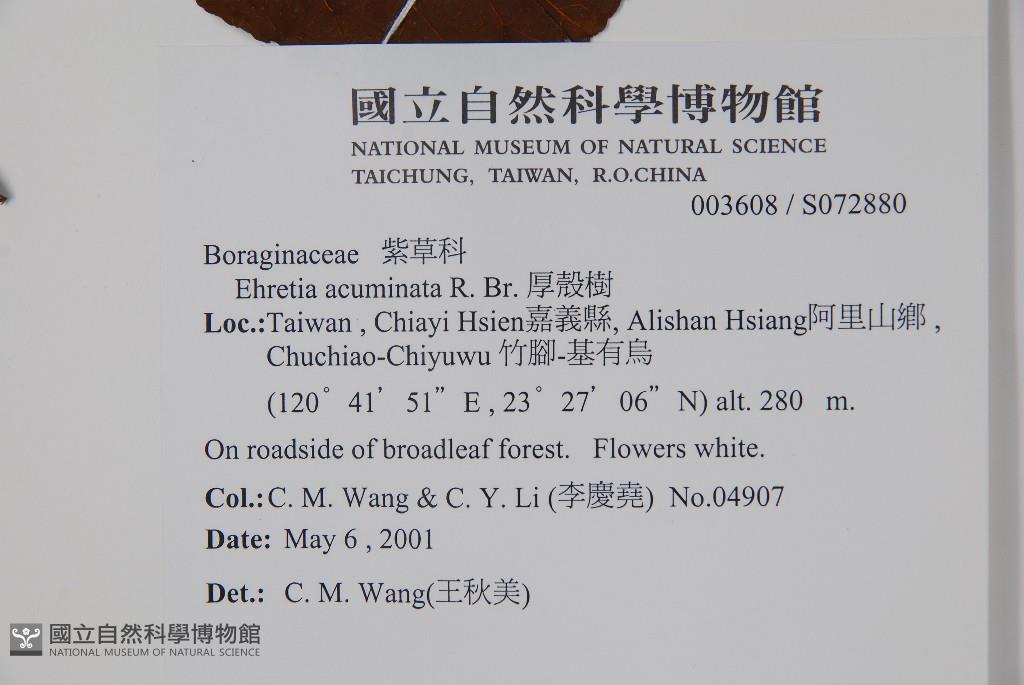 國立自然科學博物館
NATIONAL MUSEUM OF NATURAL SCIENCE
TAICHUNG, TAIWAN, R.O.CHINA
003608 / S072880
Boraginaceae 紫草科
Ehretia acuminata R. Br. 厚殼樹
Loc.:Taiwan , Chiayi Hsien嘉義縣, Alishan Hsiang阿里山鄉 ,
Chuchiao-Chiyuwu 竹腳-基有烏
(120° 41’ 51” E , 23° 27’ 06” N) alt. 280 m.
On roadside of broadleaf forest. Flowers white.
Col.:C. M. Wang & C. Y. Li (李慶堯) No.04907
Date: May 6 , 2001
Det.: C. M. Wang(王秋美)
國立自然科學博物館
NATIONAL MUSEUM OF NATURAL SCIENCE